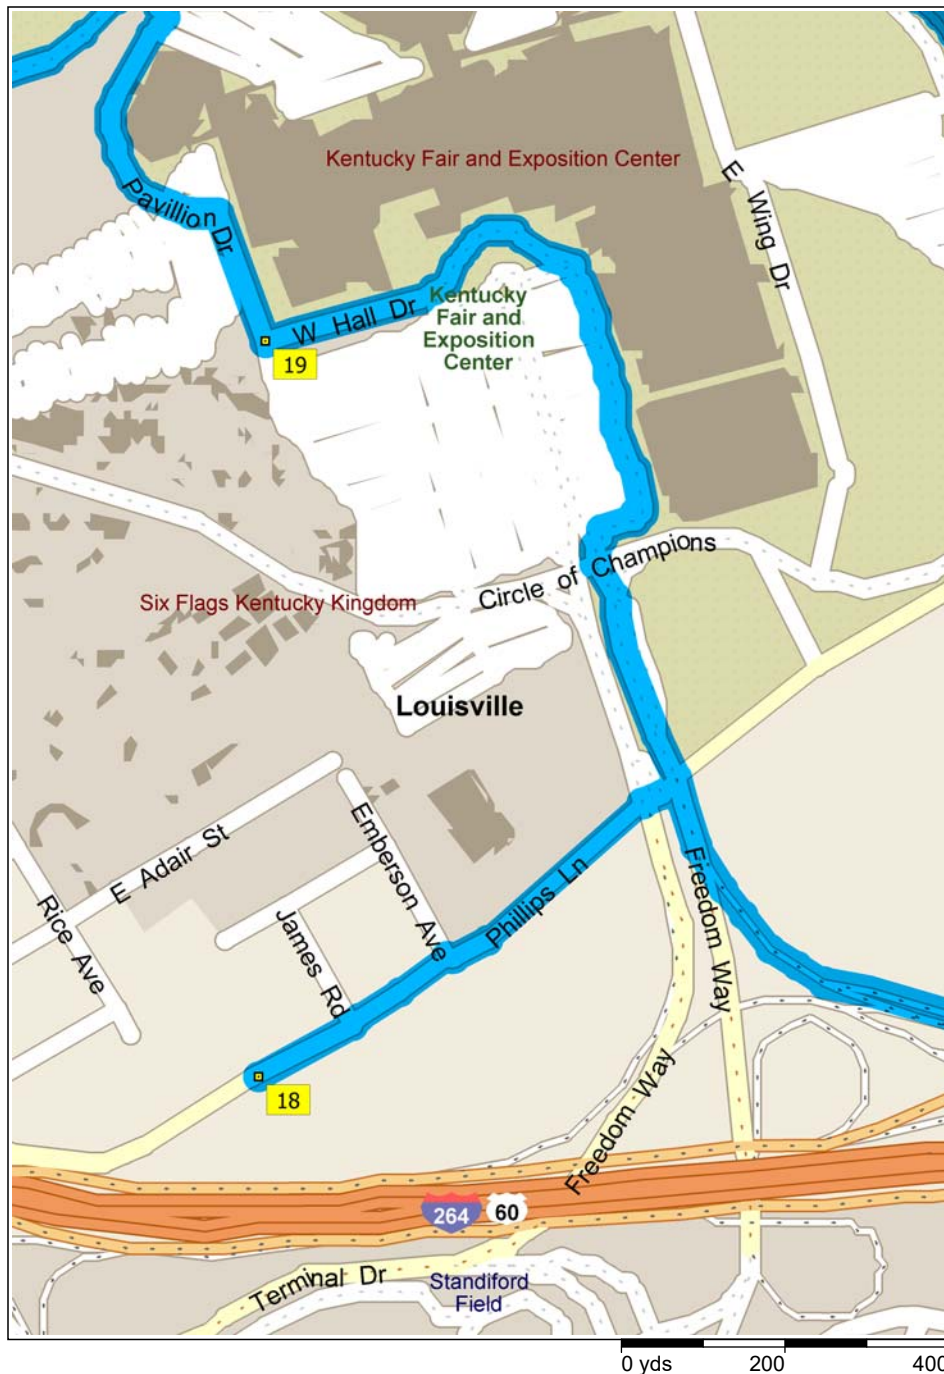 Kentucky Fair and Exposition Center
E Wing Dr
Pavillion Dr
W Hall Dr
Kentucky
Fair and
Exposition
Center
19
Circle of Champions
Six Flags Kentucky Kingdom
Louisville
E Adair St
Emberson Ave
Rice Ave
James Rd
Phillips Ln
Freedom Way
18
Freedom Way
264
60
Terminal Dr
Standiford
Field
0 yds 200 400